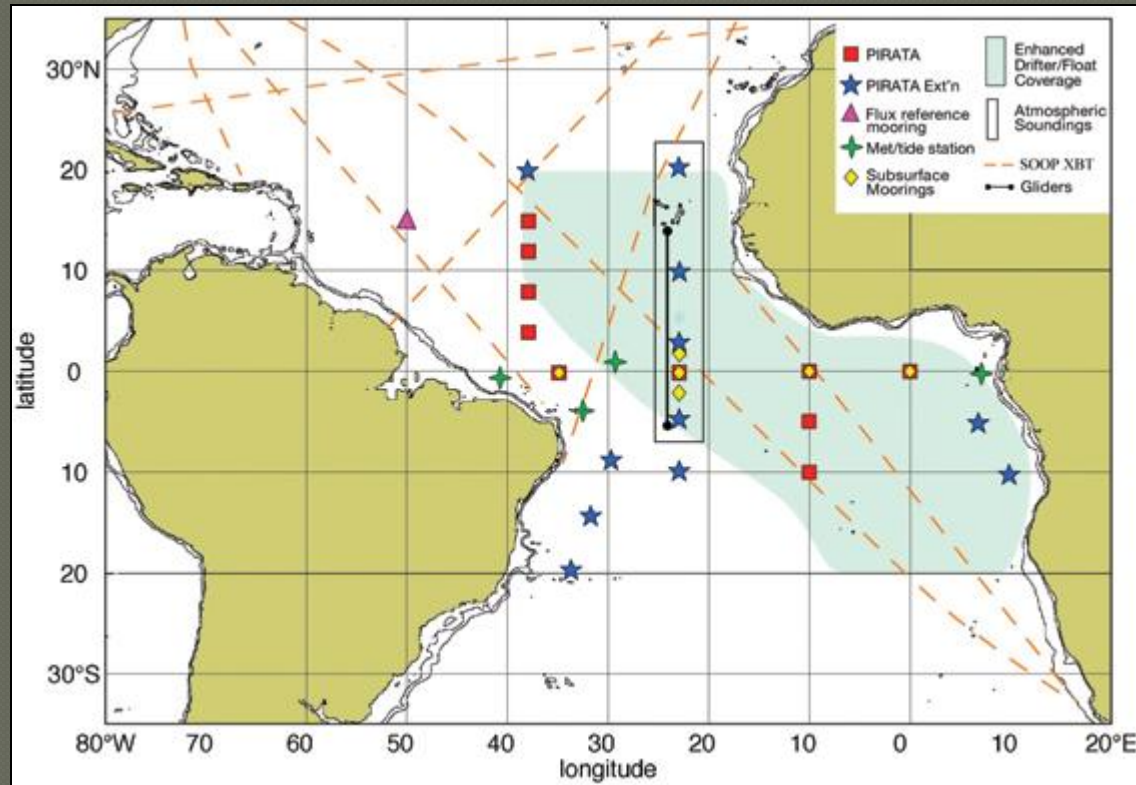 PIRATA
PIRATA Ext'n
Flux reference
mooring
Met/tide station
Subsurface
Moorings
Enhanced
Drifter/Float
Coverage
Atmospheric
Soundings
SOOP XBT
Gliders
latitude
30°N
20
10
0
10
20
30°S
80°W
60
50
40
30
20
10
0
10
20°E
longitude